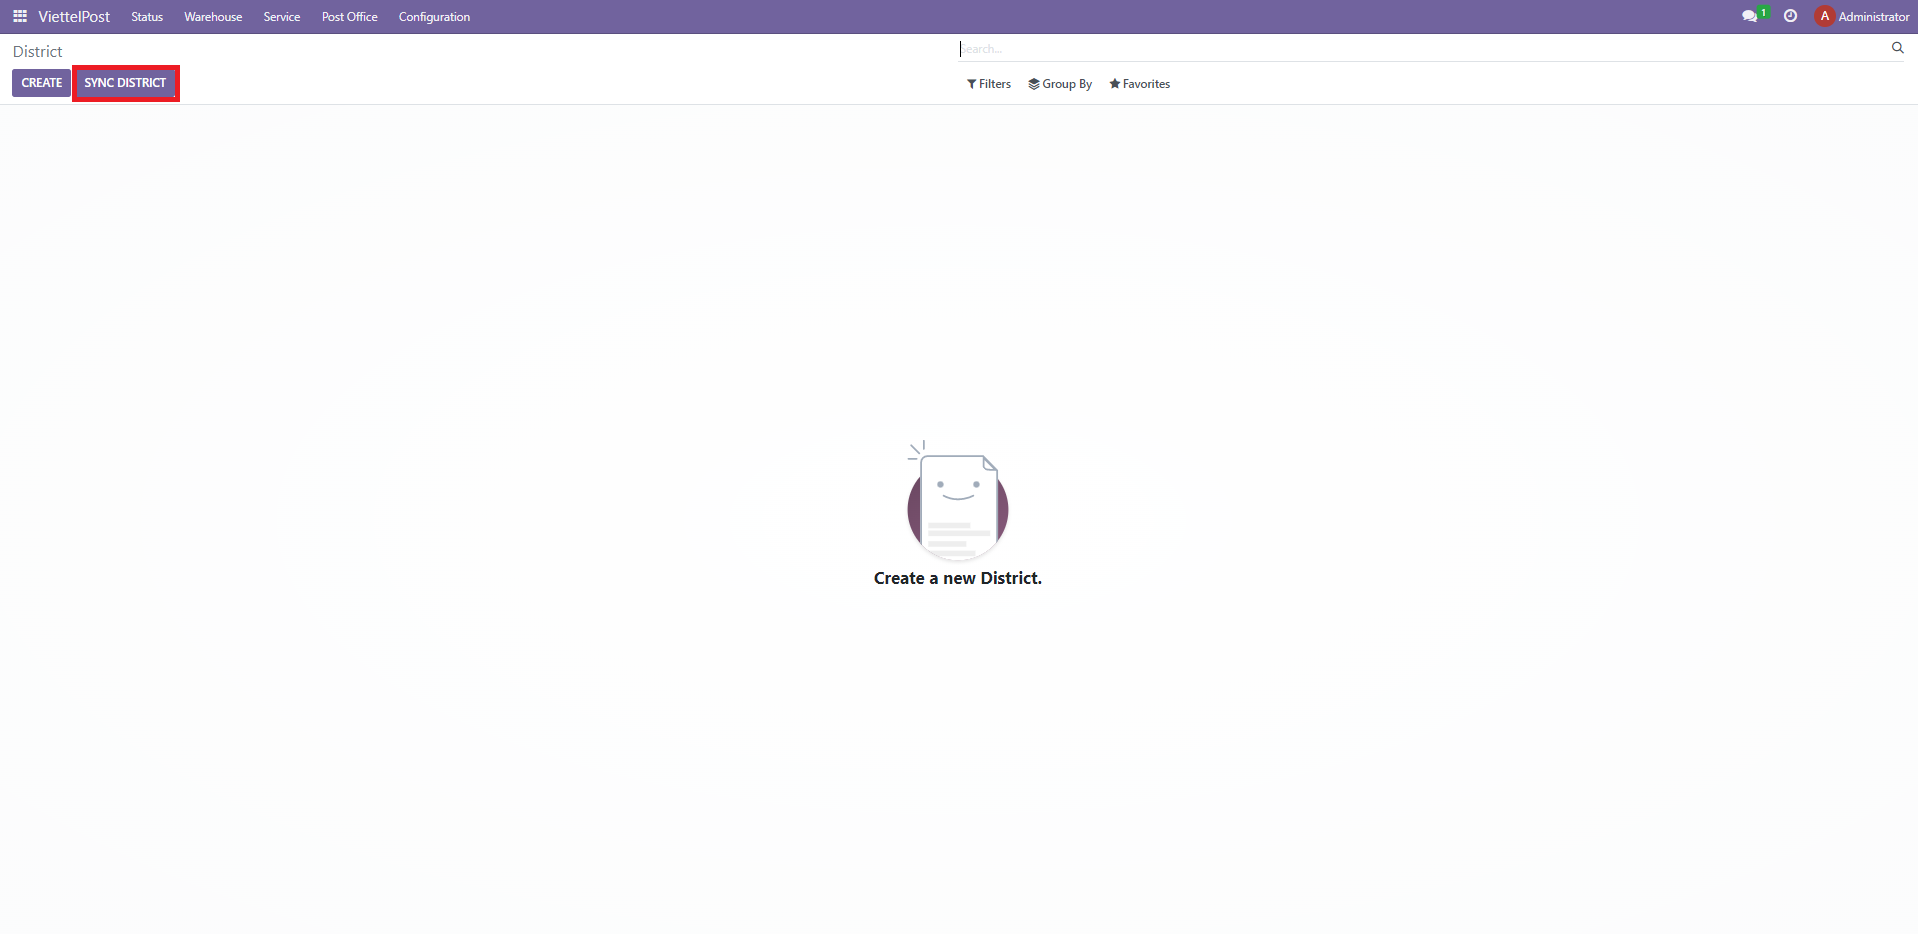 ViettelPost Status Warehouse Service Post Office Configuration 1 A Administrator
District
Search...
CREATE SYNC DISTRICT Filters Group By Favorites
Create a new District.